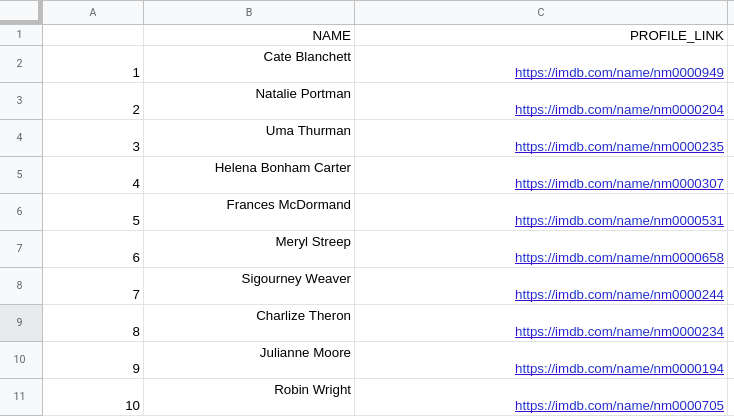 A B C
1 NAME PROFILE_LINK
2 1 Cate Blanchett https://imdb.com/name/nm0000949
3 2 Natalie Portman https://imdb.com/name/nm0000204
4 3 Uma Thurman https://imdb.com/name/nm0000235
5 4 Helena Bonham Carter https://imdb.com/name/nm0000307
6 5 Frances McDormand https://imdb.com/name/nm0000531
7 6 Meryl Streep https://imdb.com/name/nm0000658
8 7 Sigourney Weaver https://imdb.com/name/nm0000244
9 8 Charlize Theron https://imdb.com/name/nm0000234
10 9 Julianne Moore https://imdb.com/name/nm0000194
11 10 Robin Wright https://imdb.com/name/nm0000705